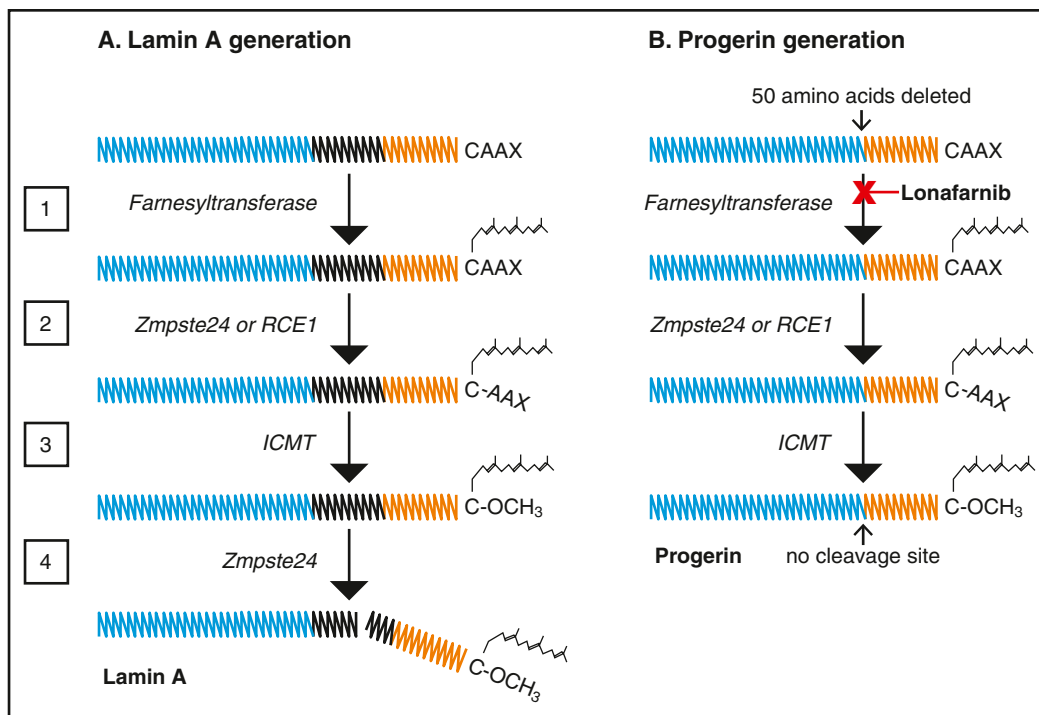 A. Lamin A generation
CAAX
1
Farnesyltransferase
CAAX
2
Zmpste24 or RCE1
C-AAX
3
ICMT
C-OCH₃
4
Zmpste24
C-OCH₃
Lamin A
B. Progerin generation
50 amino acids deleted
CAAX
Farnesyltransferase
X
Lonafarnib
CAAX
Zmpste24 or RCE1
C-AAX
ICMT
C-OCH₃
Progerin
no cleavage site